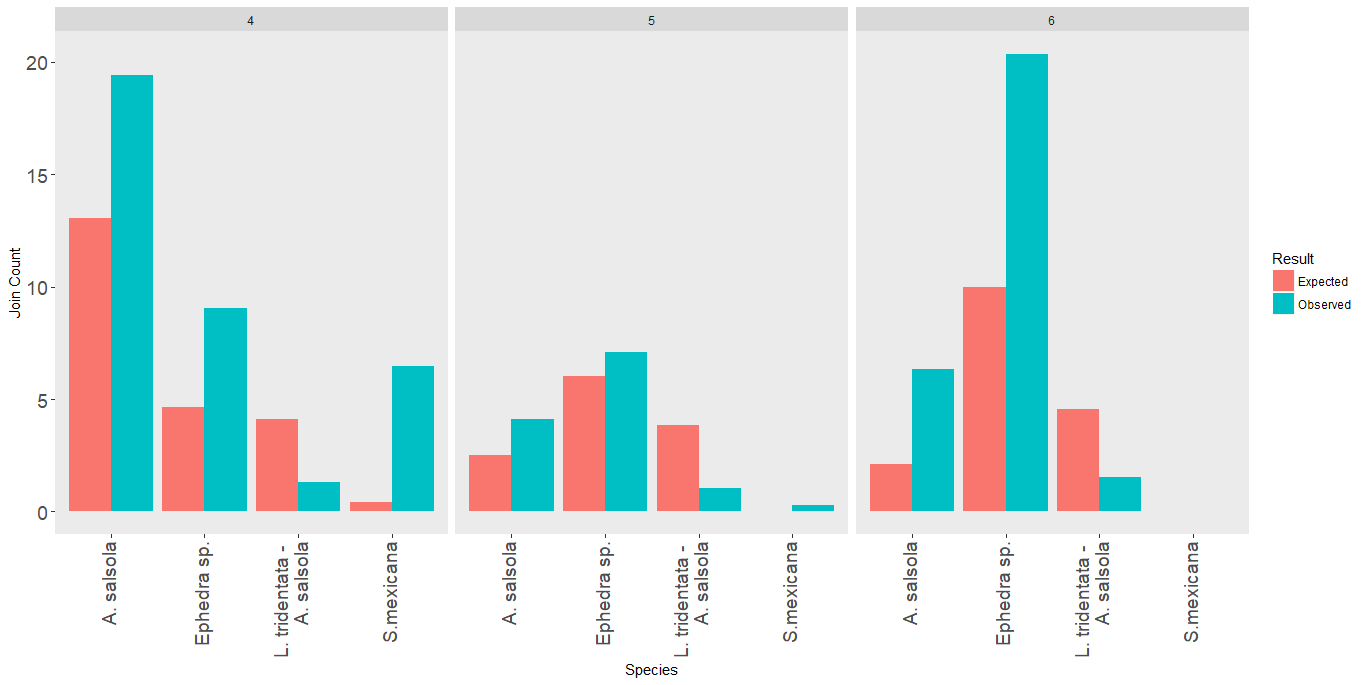 4
5
6
20
15
10
5
0
Join Count
A. salsola
Ephedra sp.
L. tridentata -
A. salsola
S.mexicana
A. salsola
Ephedra sp.
L. tridentata -
A. salsola
S.mexicana
A. salsola
Ephedra sp.
L. tridentata -
A. salsola
S.mexicana
Species
Result
Expected
Observed